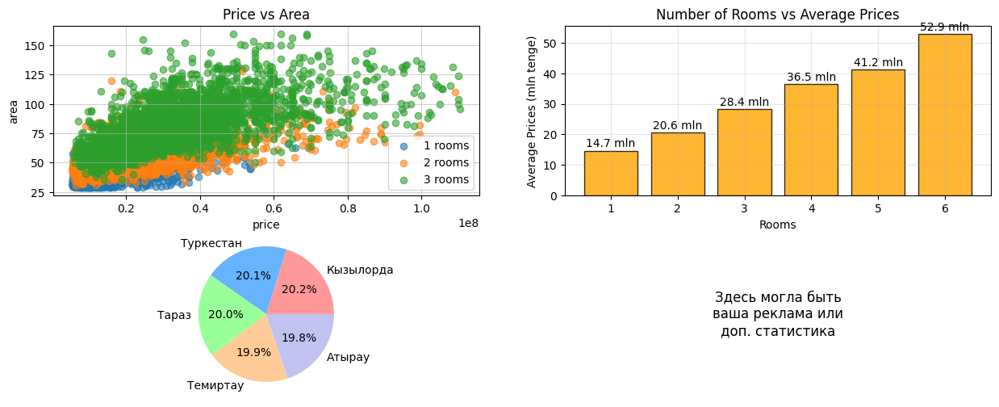 Price vs Area
area
150
125
100
75
50
25
0.2
0.4
0.6
0.8
1.0
1e8
price
1 rooms
2 rooms
3 rooms
Number of Rooms vs Average Prices
Average Prices (mln tenge)
50
40
30
20
10
0
14.7 mln
20.6 mln
28.4 mln
36.5 mln
41.2 mln
52.9 mln
1
2
3
4
5
6
Rooms
Туркестан
20.1%
Кызылорда
20.2%
Тараз
20.0%
Темиртау
19.9%
Атырау
19.8%
Здесь могла быть
ваша реклама или
доп. статистика